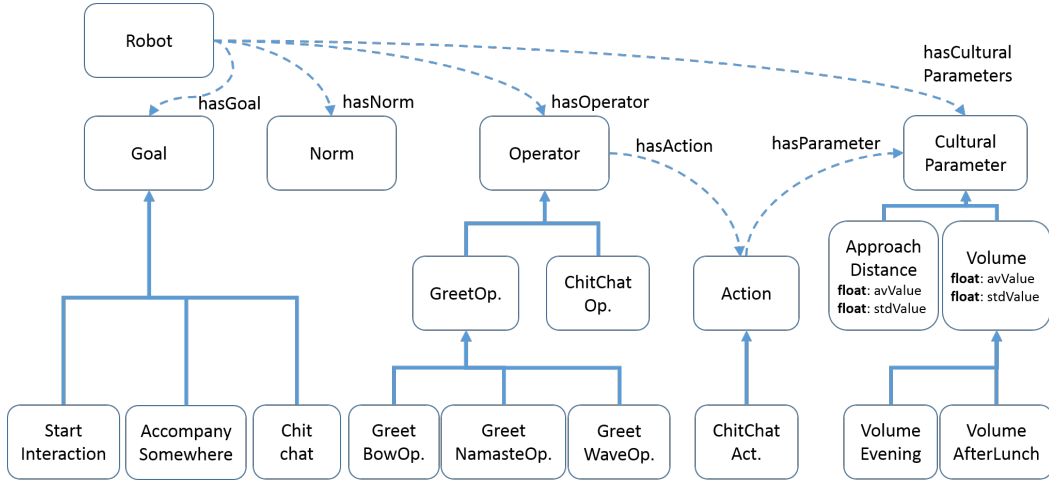 Robot
hasCultural
Parameters
hasGoal
hasNorm
hasOperator
Goal
Norm
Operator
hasAction
hasParameter
Cultural
Parameter
GreetOp.
ChitChat
Op.
Action
Approach
Distance
float: avValue
float: stdValue
Volume
float: avValue
float: stdValue
Start
Interaction
Accompany
Somewhere
Chit
chat
Greet
BowOp.
Greet
NamasteOp.
Greet
WaveOp.
ChitChat
Act.
Volume
Evening
Volume
AfterLunch